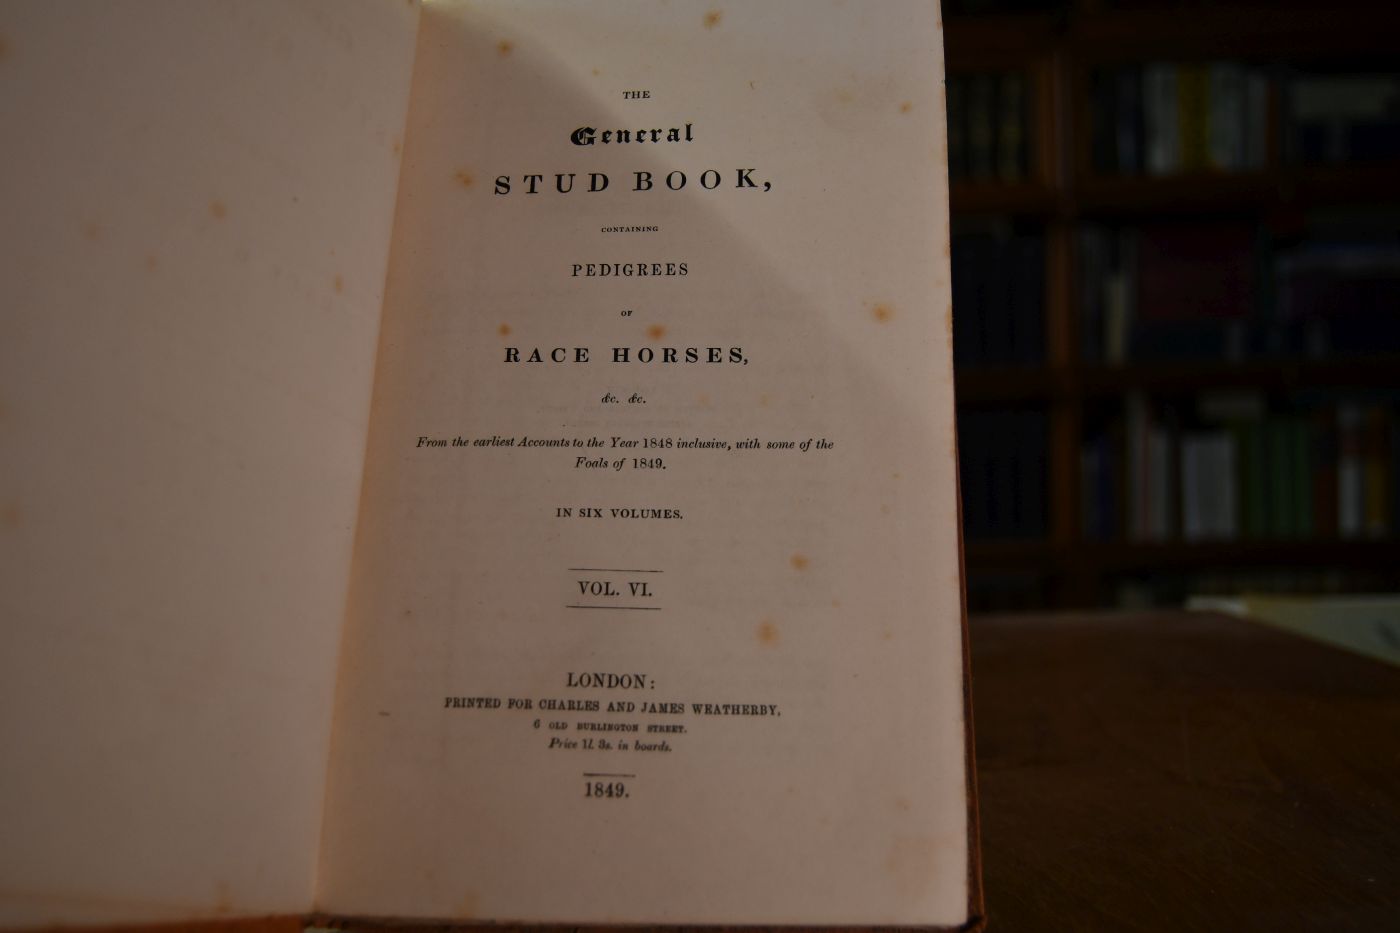 THE
General
STUD BOOK,
CONTAINING
PEDIGREES
OF
RACE HORSES,
&c. &c.
From the earliest Accounts to the Year 1848 inclusive, with some of the
Foals of 1849.
IN SIX VOLUMES.
VOL. VI.
LONDON:
PRINTED FOR CHARLES AND JAMES WEATHERBY,
6 OLD BURLINGTON STREET.
Price 1l. 3s. in boards.
1849.